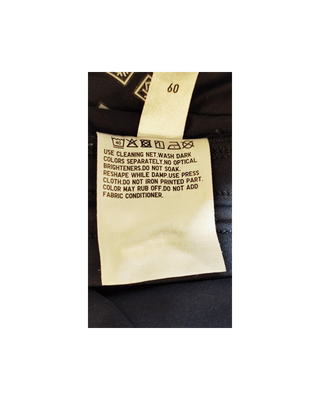 60
40
USE CLEANING NET.WASH DARK
COLORS SEPARATELY.NO OPTICAL
BRIGHTENERS.DO NOT SOAK.
RESHAPE WHILE DAMP.USE PRESS
CLOTH.DO NOT IRON PRINTED PART.
COLOR MAY RUB OFF.DO NOT ADD
FABRIC CONDITIONER.